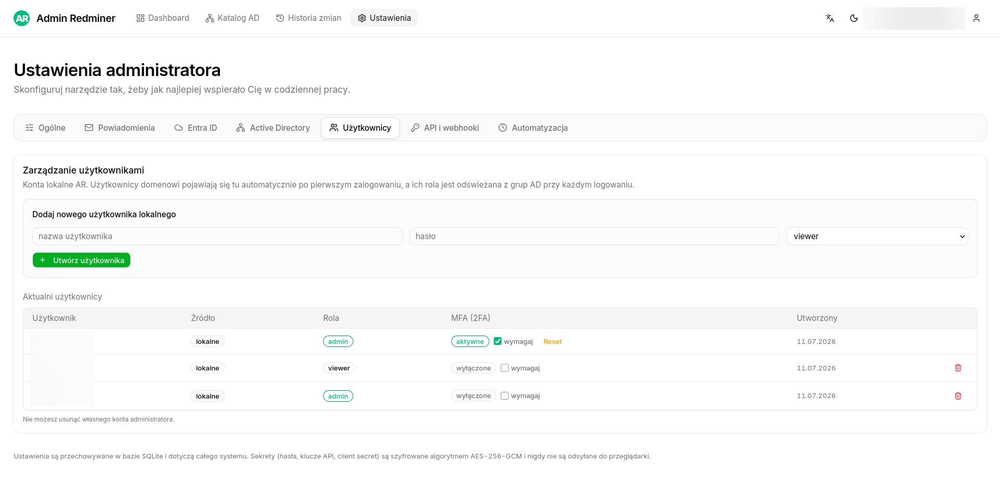 AR Admin Redminer Dashboard Katalog AD Historia zmian Ustawienia
Ustawienia administratora
Skonfiguruj narzędzie tak, żeby jak najlepiej wspierało Cię w codziennej pracy.
Ogólne Powiadomienia Entra ID Active Directory Użytkownicy API i webhooki Automatyzacja
Zarządzanie użytkownikami
Konta lokalne AR. Użytkownicy domenowi pojawiają się tu automatycznie po pierwszym zalogowaniu, a ich rola jest odświeżana z grup AD przy każdym logowaniu.
Dodaj nowego użytkownika lokalnego
nazwa użytkownika hasło viewer
+ Utwórz użytkownika
Aktualni użytkownicy
Użytkownik Źródło Rola MFA (2FA) Utworzony
lokalne admin aktywne wymagaj Reset 11.07.2026
lokalne viewer wyłączone wymagaj 11.07.2026
lokalne admin wyłączone wymagaj 11.07.2026
Nie możesz usunąć własnego konta administratora.
Ustawienia są przechowywane w bazie SQLite i dotyczą całego systemu. Sekrety (hasła, klucze API, client secret) są szyfrowane algorytmem AES-256-GCM i nigdy nie są odsyłane do przeglądarki.